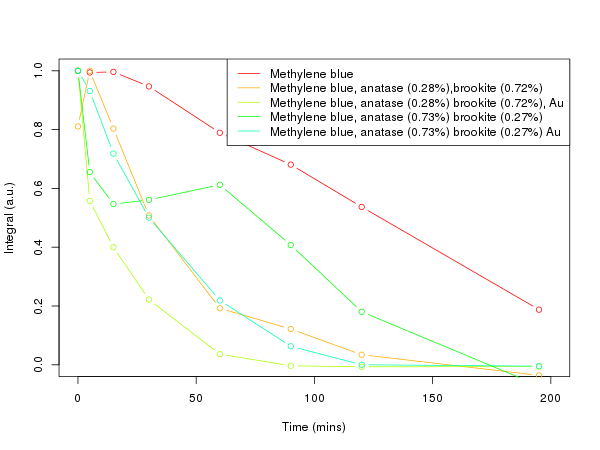 Methylene blue
Methylene blue, anatase (0.28%),brookite (0.72%)
Methylene blue, anatase (0.28%) brookite (0.72%), Au
Methylene blue, anatase (0.73%) brookite (0.27%)
Methylene blue, anatase (0.73%) brookite (0.27%) Au
1.0
0.8
0.6
0.4
0.2
0.0
Integral (a.u.)
0 50 100 150 200
Time (mins)